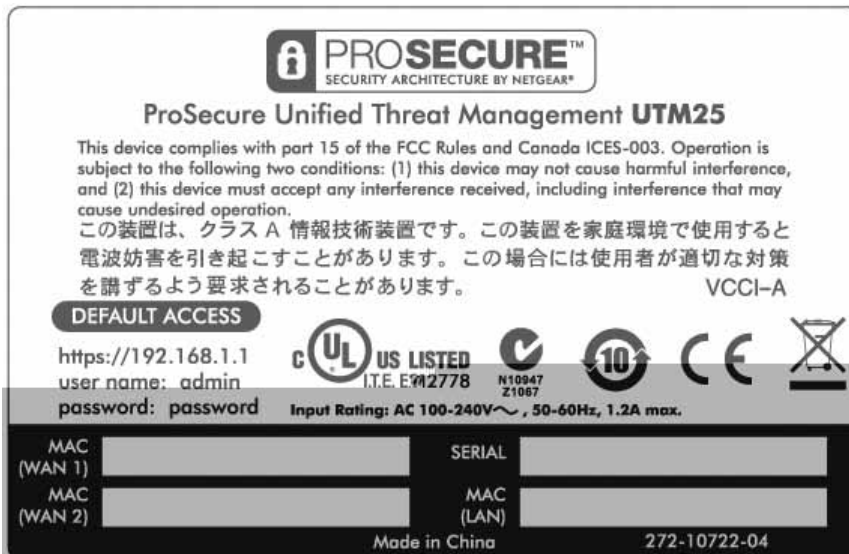 PROSECURE™
SECURITY ARCHITECTURE BY NETGEAR®
ProSecure Unified Threat Management UTM25
This device complies with part 15 of the FCC Rules and Canada ICES-003. Operation is
subject to the following two conditions: (1) this device may not cause harmful interference,
and (2) this device must accept any interference received, including interference that may
cause undesired operation.
この装置は、クラス A 情報技術装置です。この装置を家庭環境で使用すると
電波妨害を引き起こすことがあります。この場合には使用者が適切な対策
を講ずるよう要求されることがあります。 VCCI-A
DEFAULT ACCESS
https://192.168.1.1
user name: admin
password: password
C UL US LISTED
I.T.E.
N10947
Z1067
10
CE
Input Rating: AC 100-240V～ , 50-60Hz, 1.2A max.
MAC
(WAN 1)
SERIAL
MAC
(WAN 2)
MAC
(LAN)
Made in China 272-10722-04